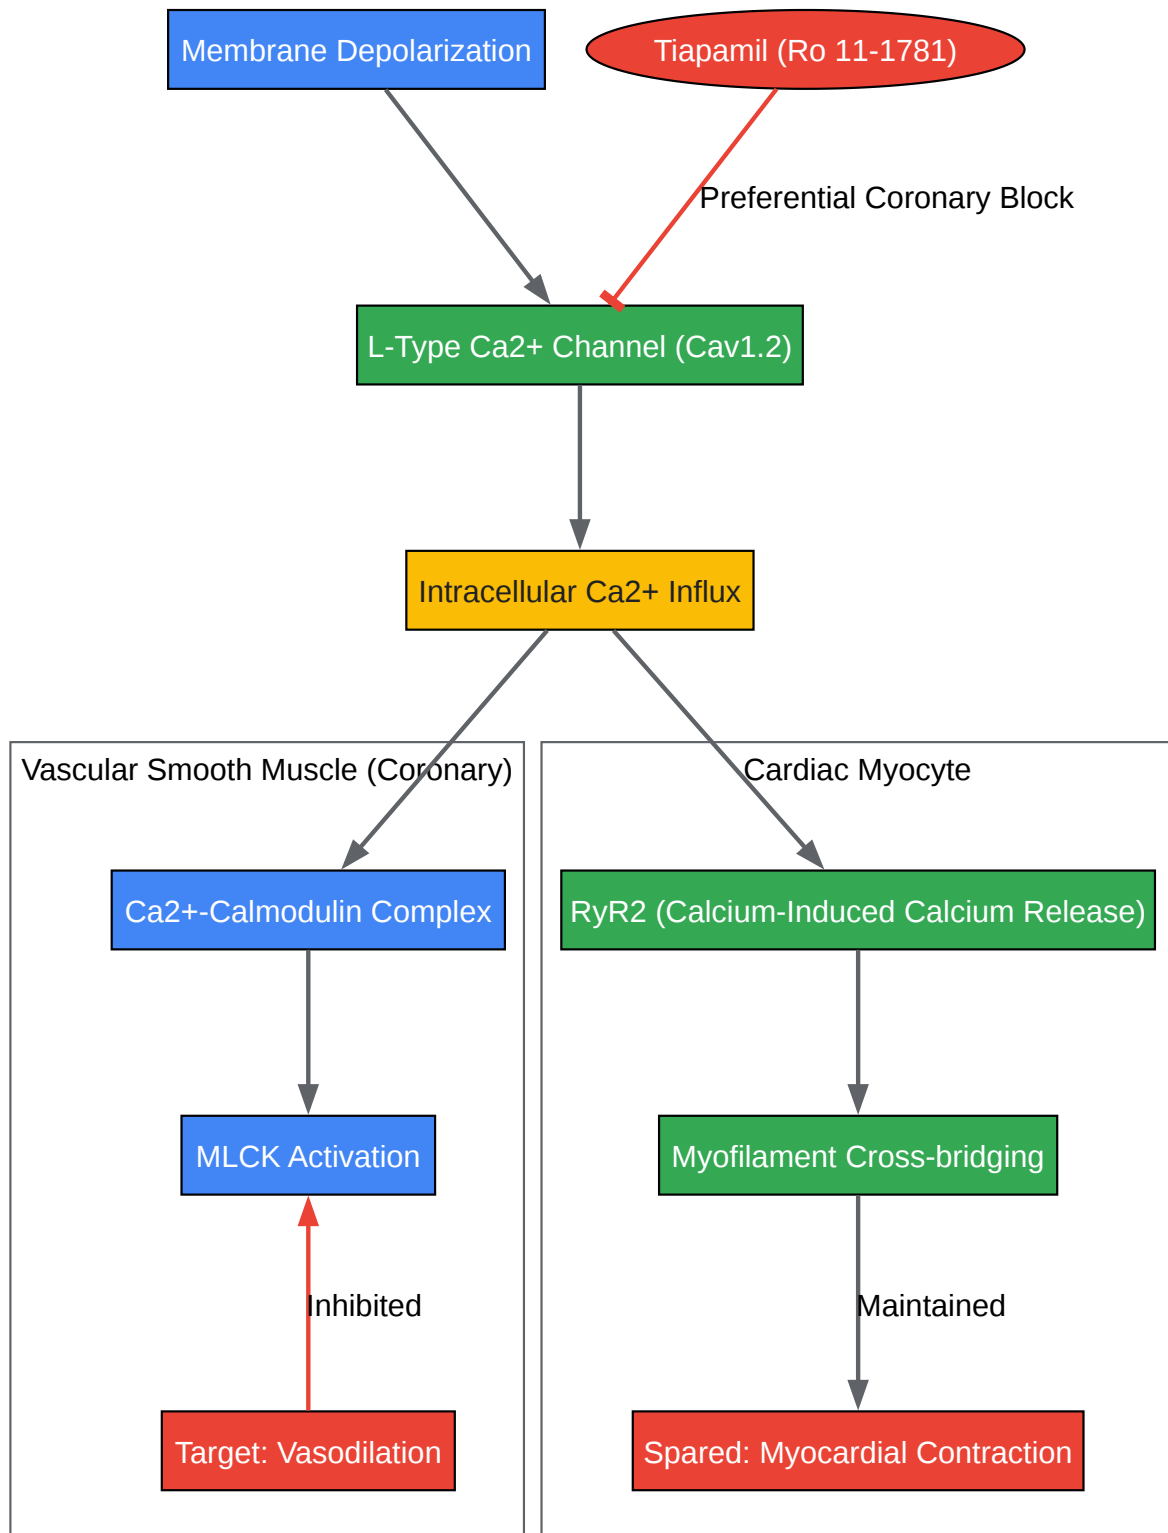 Membrane Depolarization
Tiapamil (Ro 11-1781)
Preferential Coronary Block
L-Type Ca2+ Channel (Cav1.2)
Intracellular Ca2+ Influx
Vascular Smooth Muscle (Coronary)
Cardiac Myocyte
Ca2+-Calmodulin Complex
RyR2 (Calcium-Induced Calcium Release)
MLCK Activation
Myofilament Cross-bridging
Inhibited
Maintained
Target: Vasodilation
Spared: Myocardial Contraction